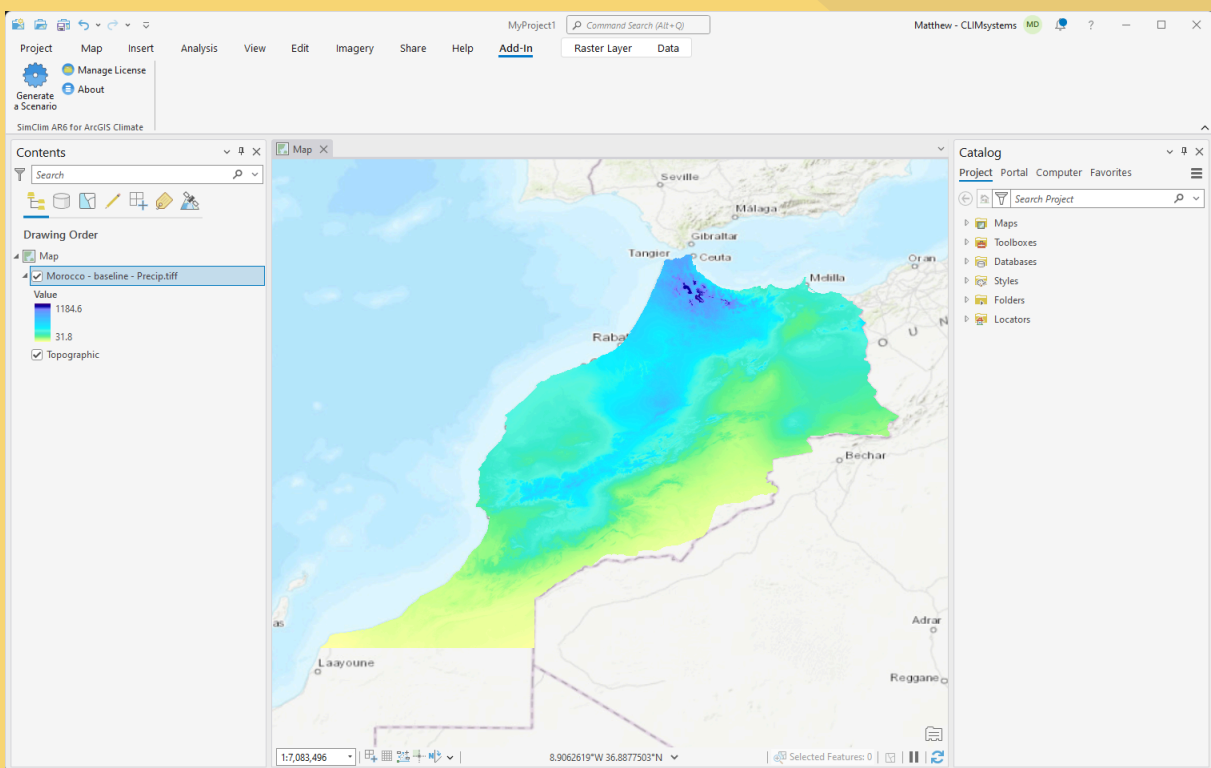 MyProject1
Command Search (Alt+Q)
Matthew - CLIMsystems
MD
?
Project Map Insert Analysis View Edit Imagery Share Help Add-In Raster Layer Data
Generate
a Scenario
Manage License
About
SimClim AR6 for ArcGIS Climate
Contents
Search
Drawing Order
Map
Morocco - baseline - Precip.tiff
Value
1184.6
31.8
Topographic
Map
Seville
Málaga
Gibraltar
Tangier
Ceuta
Oran
Melilla
O U N
Rabat
Bechar
as
Adrar
Laayoune
Reggane
1:7,083,496
8.9062619°W 36.8877503°N
Selected Features: 0
Catalog
Project Portal Computer Favorites
Search Project
Maps
Toolboxes
Databases
Styles
Folders
Locators